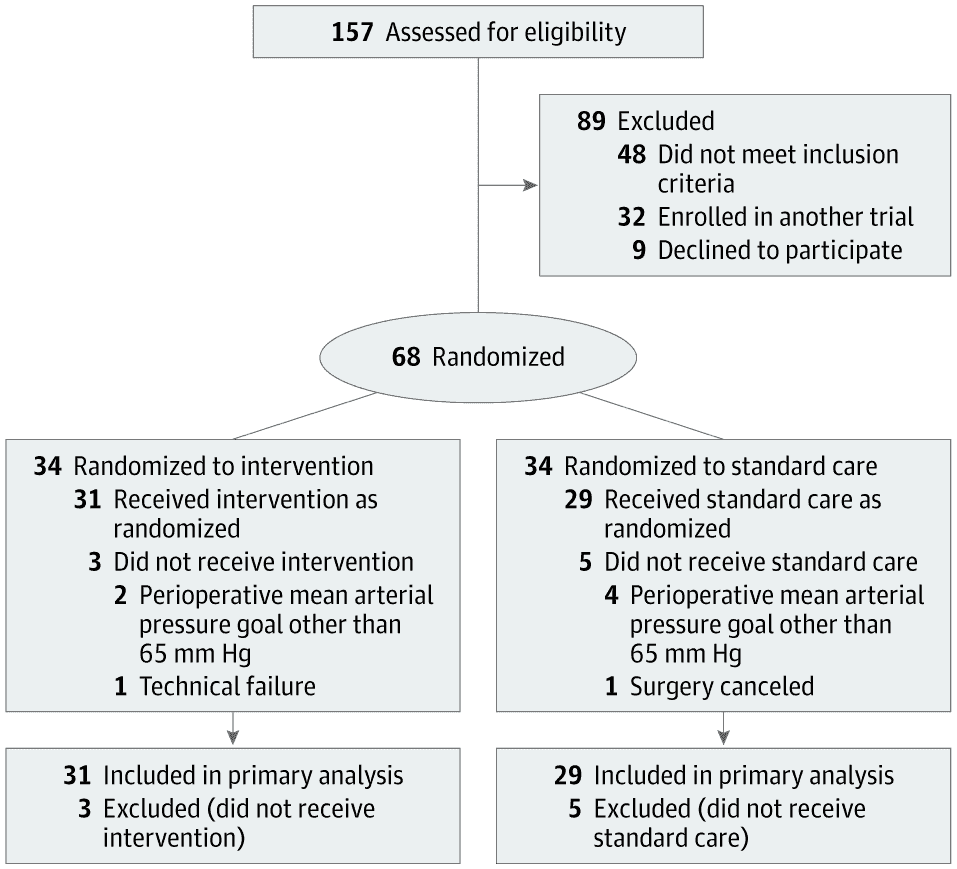 157 Assessed for eligibility
89 Excluded
48 Did not meet inclusion
criteria
32 Enrolled in another trial
9 Declined to participate
68 Randomized
34 Randomized to intervention
31 Received intervention as
randomized
3 Did not receive intervention
2 Perioperative mean arterial
pressure goal other than
65 mm Hg
1 Technical failure
34 Randomized to standard care
29 Received standard care as
randomized
5 Did not receive standard care
4 Perioperative mean arterial
pressure goal other than
65 mm Hg
1 Surgery canceled
31 Included in primary analysis
3 Excluded (did not receive
intervention)
29 Included in primary analysis
5 Excluded (did not receive
standard care)